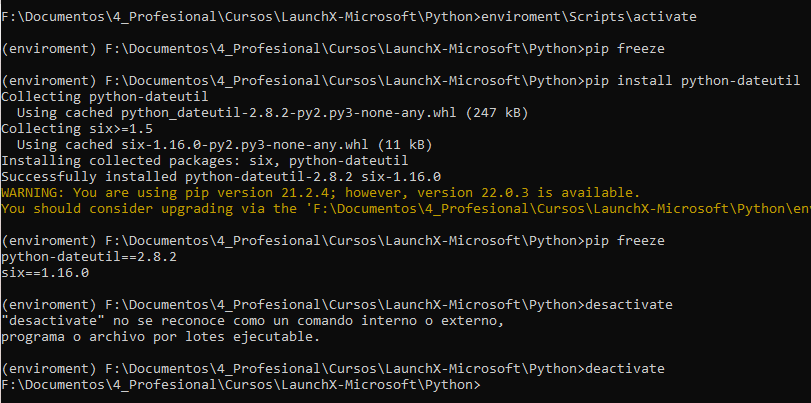 F:\Documentos\4_Profesional\Cursos\LaunchX-Microsoft\Python>enviroment\Scripts\activate
(enviroment) F:\Documentos\4_Profesional\Cursos\LaunchX-Microsoft\Python>pip freeze
(enviroment) F:\Documentos\4_Profesional\Cursos\LaunchX-Microsoft\Python>pip install python-dateutil
Collecting python-dateutil
  Using cached python_dateutil-2.8.2-py2.py3-none-any.whl (247 kB)
Collecting six>=1.5
  Using cached six-1.16.0-py2.py3-none-any.whl (11 kB)
Installing collected packages: six, python-dateutil
Successfully installed python-dateutil-2.8.2 six-1.16.0
WARNING: You are using pip version 21.2.4; however, version 22.0.3 is available.
You should consider upgrading via the 'F:\Documentos\4_Profesional\Cursos\LaunchX-Microsoft\Python\env
(enviroment) F:\Documentos\4_Profesional\Cursos\LaunchX-Microsoft\Python>pip freeze
python-dateutil==2.8.2
six==1.16.0
(enviroment) F:\Documentos\4_Profesional\Cursos\LaunchX-Microsoft\Python>desactivate
"desactivate" no se reconoce como un comando interno o externo,
programa o archivo por lotes ejecutable.
(enviroment) F:\Documentos\4_Profesional\Cursos\LaunchX-Microsoft\Python>deactivate
F:\Documentos\4_Profesional\Cursos\LaunchX-Microsoft\Python>